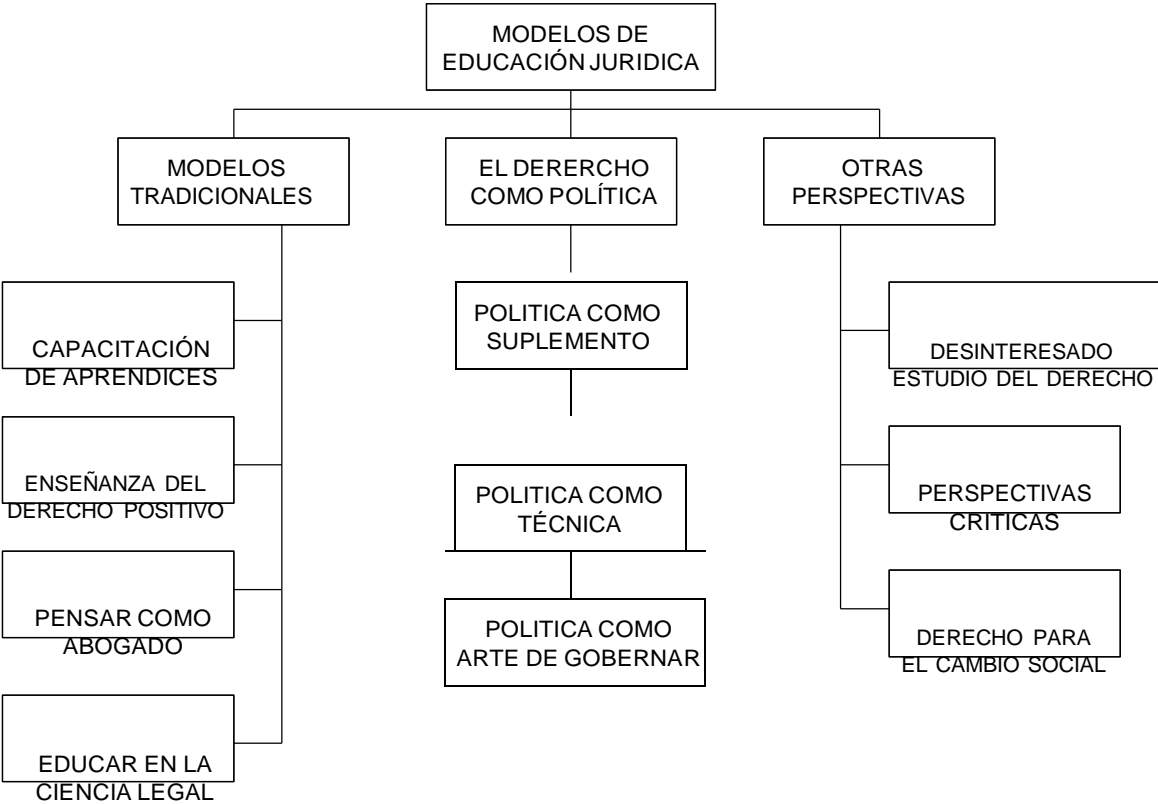 MODELOS DE
EDUCACIÓN JURIDICA
MODELOS
TRADICIONALES
EL DERERCHO
COMO POLÍTICA
OTRAS
PERSPECTIVAS
CAPACITACIÓN
DE APRENDICES
ENSEÑANZA DEL
DERECHO POSITIVO
PENSAR COMO
ABOGADO
EDUCAR EN LA
CIENCIA LEGAL
POLITICA COMO
SUPLEMENTO
POLITICA COMO
TÉCNICA
POLITICA COMO
ARTE DE GOBERNAR
DESINTERESADO
ESTUDIO DEL DERECHO
PERSPECTIVAS
CRITICAS
DERECHO PARA
EL CAMBIO SOCIAL